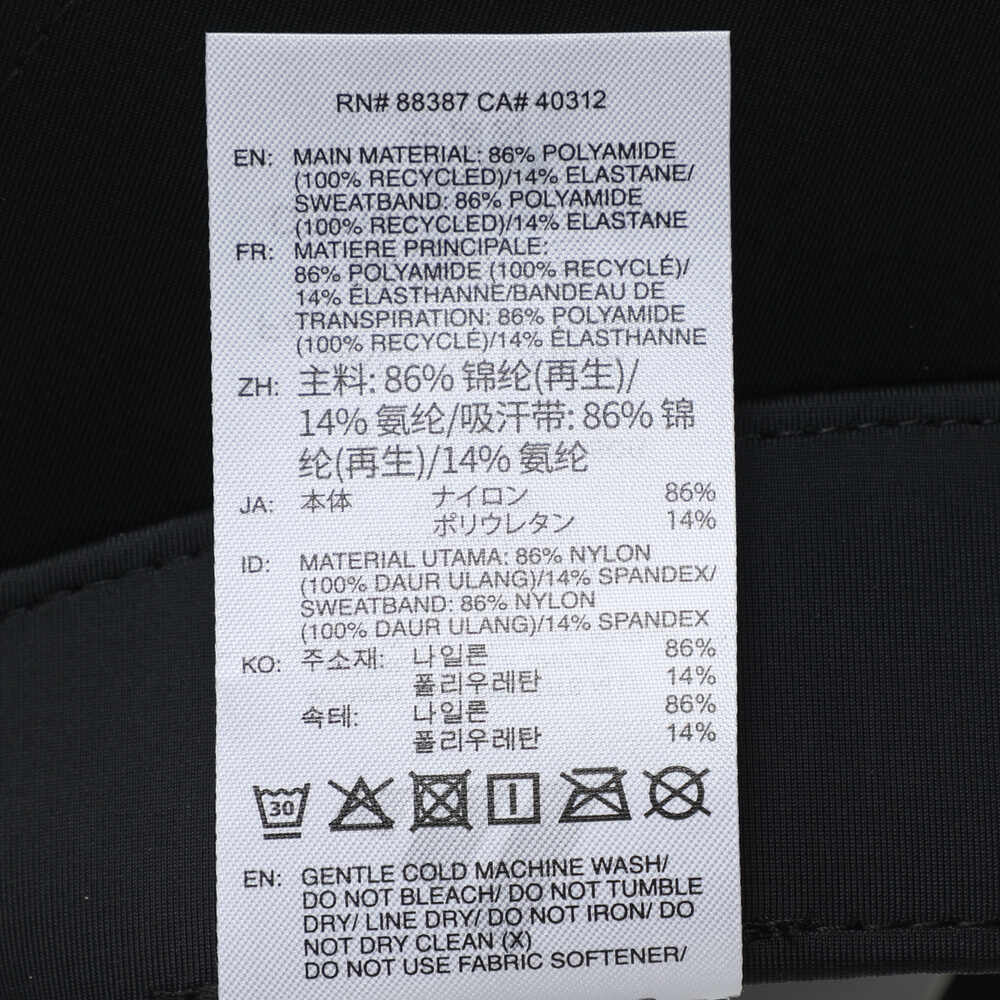 RN# 88387 CA# 40312
EN: MAIN MATERIAL: 86% POLYAMIDE
(100% RECYCLED)/14% ELASTANE/
SWEATBAND: 86% POLYAMIDE
(100% RECYCLED)/14% ELASTANE
FR: MATIERE PRINCIPALE:
86% POLYAMIDE (100% RECYCLÉ)/
14% ÉLASTHANNE/BANDEAU DE
TRANSPIRATION: 86% POLYAMIDE
(100% RECYCLÉ)/14% ÉLASTHANNE
ZH: 主料: 86% 锦纶(再生)/
14% 氨纶/吸汗带: 86% 锦
纶(再生)/14% 氨纶
JA: 本体 ナイロン 86%
ポリウレタン 14%
ID: MATERIAL UTAMA: 86% NYLON
(100% DAUR ULANG)/14% SPANDEX/
SWEATBAND: 86% NYLON
(100% DAUR ULANG)/14% SPANDEX
KO: 주소재: 나일론 86%
폴리우레탄 14%
속테: 나일론 86%
폴리우레탄 14%
30
EN: GENTLE COLD MACHINE WASH/
DO NOT BLEACH/ DO NOT TUMBLE
DRY/ LINE DRY/ DO NOT IRON/ DO
NOT DRY CLEAN (X)
DO NOT USE FABRIC SOFTENER/